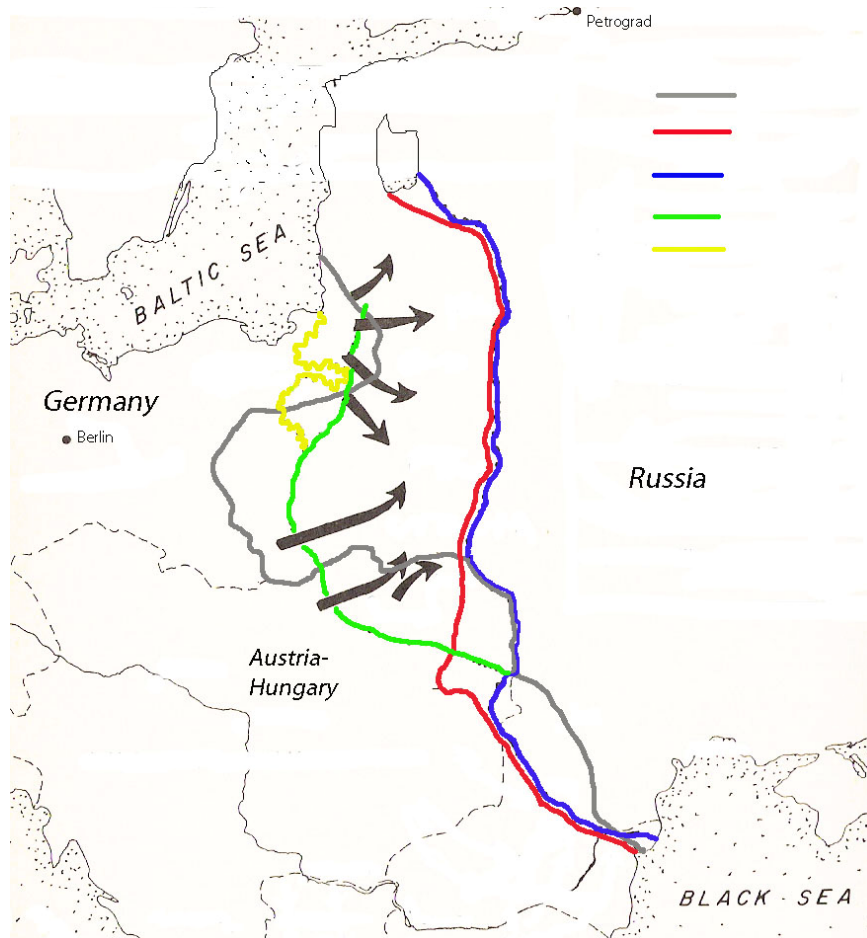 Petrograd
BALTIC SEA
Germany
Berlin
Russia
Austria-
Hungary
BLACK SEA